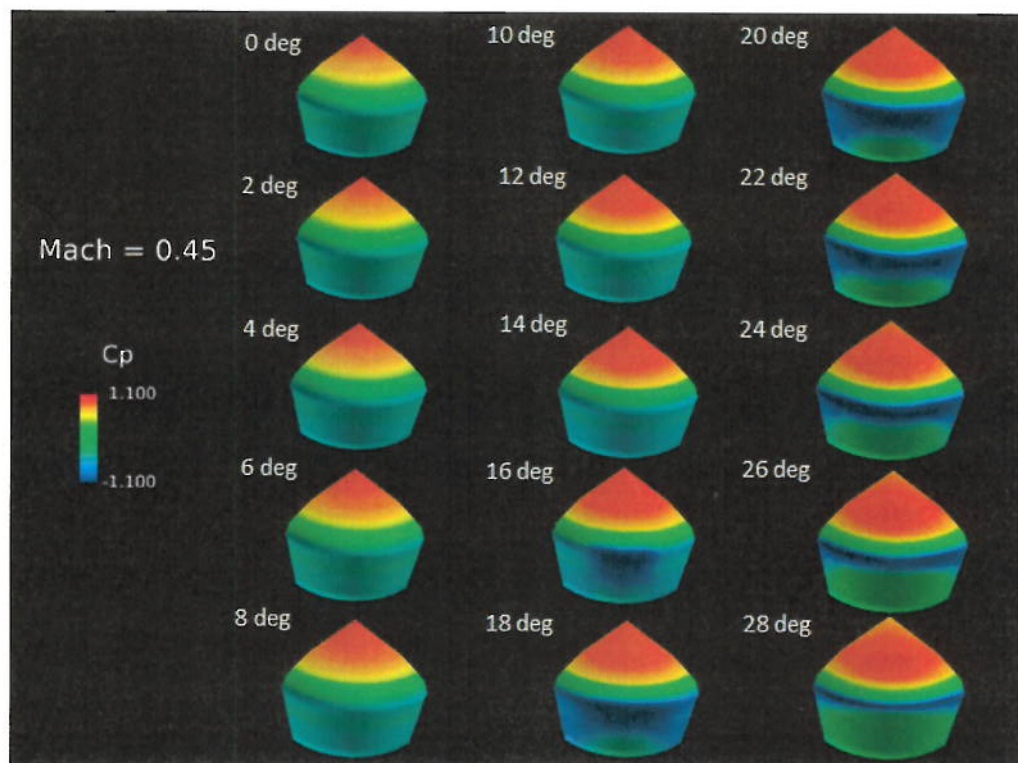 0 deg
10 deg
20 deg
2 deg
12 deg
22 deg
Mach = 0.45
4 deg
14 deg
24 deg
Cp
1.100
-1.100
6 deg
16 deg
26 deg
8 deg
18 deg
28 deg